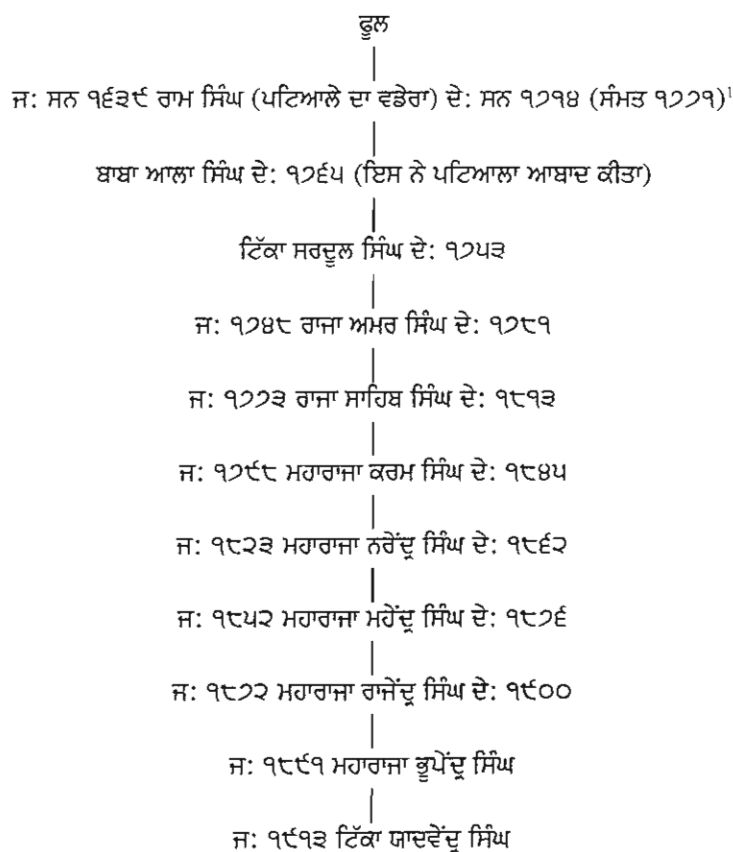 ਫੂਲ
ਜ: ਸਨ ੧੬੩੯ ਰਾਮ ਸਿੰਘ (ਪਟਿਆਲੇ ਦਾ ਵਡੇਰਾ) ਦੇ: ਸਨ ੧੭੧੪ (ਸੰਮਤ ੧੭੭੧)¹
ਬਾਬਾ ਆਲਾ ਸਿੰਘ ਦੇ: ੧੭੬੫ (ਇਸ ਨੇ ਪਟਿਆਲਾ ਆਬਾਦ ਕੀਤਾ)
ਟਿੱਕਾ ਸਰਦੂਲ ਸਿੰਘ ਦੇ: ੧੭੫੩
ਜ: ੧੭੪੮ ਰਾਜਾ ਅਮਰ ਸਿੰਘ ਦੇ: ੧੭੮੧
ਜ: ੧੭੭੩ ਰਾਜਾ ਸਾਹਿਬ ਸਿੰਘ ਦੇ: ੧੮੧੩
ਜ: ੧੭੯੮ ਮਹਾਰਾਜਾ ਕਰਮ ਸਿੰਘ ਦੇ: ੧੮੪੫
ਜ: ੧੮੨੩ ਮਹਾਰਾਜਾ ਨਰੇਂਦ੍ਰ ਸਿੰਘ ਦੇ: ੧੮੬੨
ਜ: ੧੮੫੨ ਮਹਾਰਾਜਾ ਮਹੇਂਦ੍ਰ ਸਿੰਘ ਦੇ: ੧੮੭੬
ਜ: ੧੮੭੨ ਮਹਾਰਾਜਾ ਰਾਜੇਂਦ੍ਰ ਸਿੰਘ ਦੇ: ੧੯੦੦
ਜ: ੧੮੯੧ ਮਹਾਰਾਜਾ ਭੂਪੇਂਦ੍ਰ ਸਿੰਘ
ਜ: ੧੯੧੩ ਟਿੱਕਾ ਯਾਦਵੇਂਦ੍ਰ ਸਿੰਘ